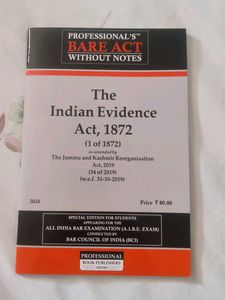 PROFESSIONAL'S™
BARE ACT
WITHOUT NOTES
The
Indian Evidence
Act, 1872
(1 of 1872)
as amended by
The Jammu and Kashmir Reorganisation
Act, 2019
(34 of 2019)
(w.e.f. 31-10-2019)
2024 Price ₹ 80.00
SPECIAL EDITION FOR STUDENTS
APPEARING FOR THE
ALL INDIA BAR EXAMINATION (A.I.B.E. EXAM)
CONDUCTED BY
BAR COUNCIL OF INDIA (BCI)
PROFESSIONAL
BOOK PUBLISHERS